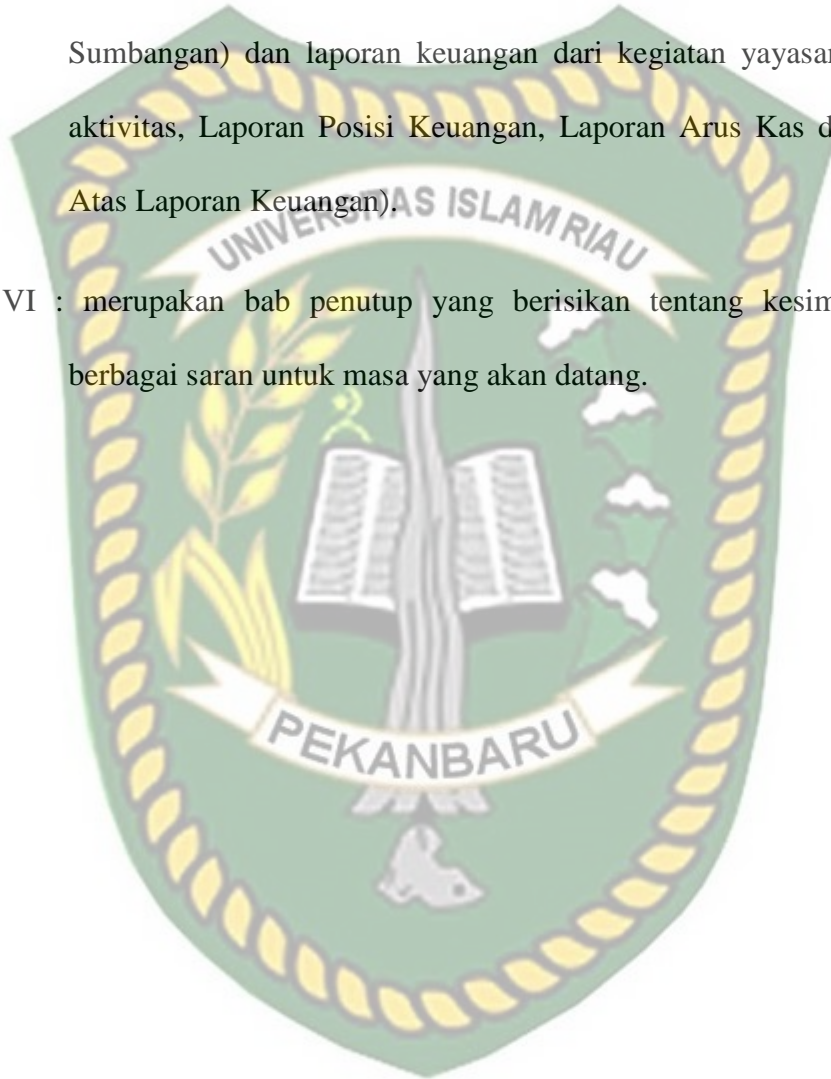 Sumbangan) dan laporan keuangan dari kegiatan yayasan
aktivitas, Laporan Posisi Keuangan, Laporan Arus Kas d
Atas Laporan Keuangan).
UNIVERSITAS ISLAM RIAU
VI : merupakan bab penutup yang berisikan tentang kesim
berbagai saran untuk masa yang akan datang.
PEKANBARU